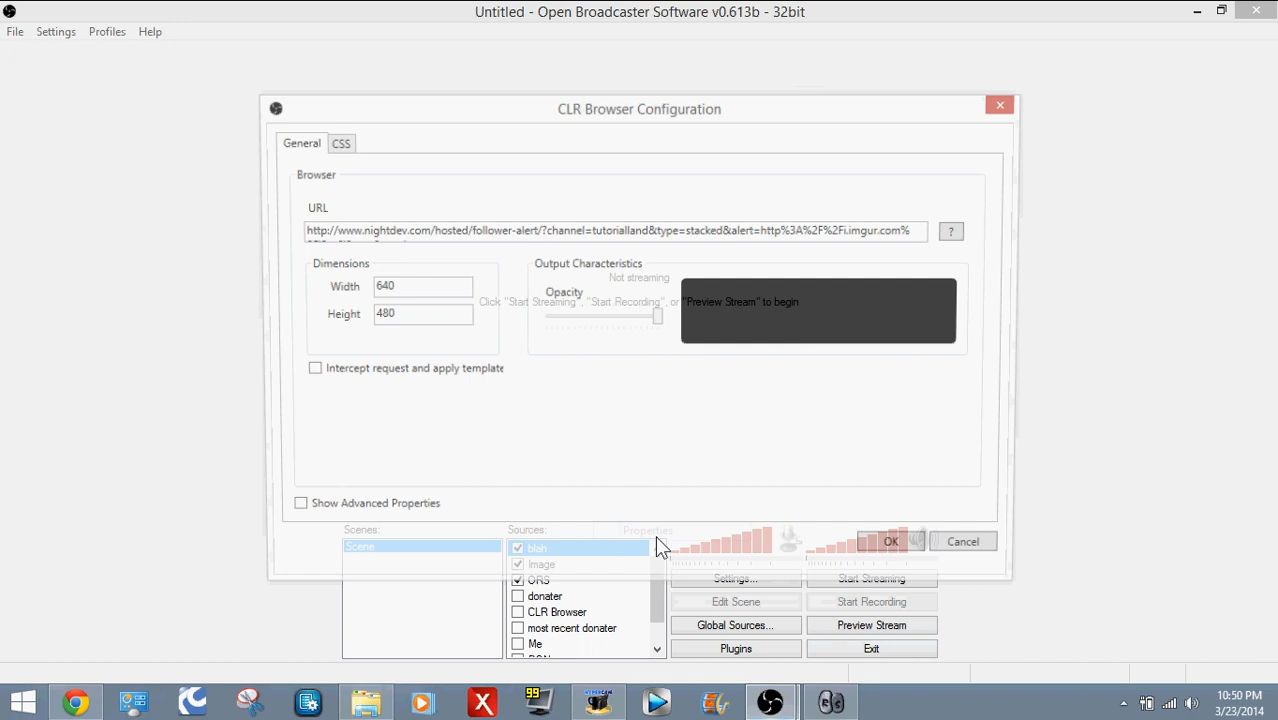 Untitled - Open Broadcaster Software v0.613b - 32bit
File Settings Profiles Help
CLR Browser Configuration
General CSS
Browser
URL
http://www.nightdev.com/hosted/follower-alert/?channel=tutorialland&type=stacked&alert=http%3A%2F%2Fi.imgur.com%
?
Dimensions
Output Characteristics
Width 640
Height 480
Opacity
Not streaming
Click "Start Streaming", "Start Recording", or "Preview Stream" to begin
Intercept request and apply template
Show Advanced Properties
OK Cancel
Scenes:
Scene
Sources:
Properties
blah
Image
ORS
donater
CLR Browser
most recent donater
Me
Settings... Start Streaming
Edit Scene Start Recording
Global Sources... Preview Stream
Plugins Exit
99
HYPERCAM
10:50 PM
3/23/2014